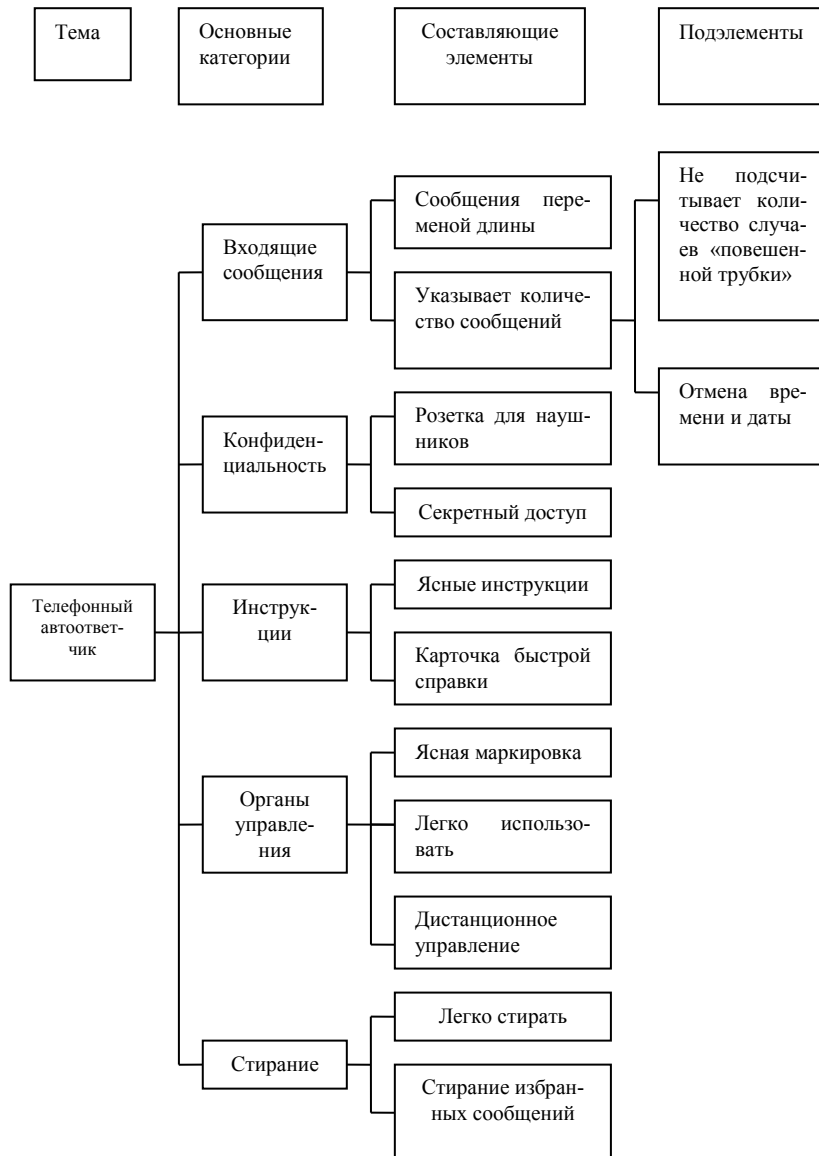 Тема
Основные
категории
Составляющие
элементы
Подэлементы
Телефонный
автоответ-
чик
Входящие
сообщения
Сообщения пере-
меной длины
Указывает количе-
ство сообщений
Не подсчи-
тывает коли-
чество случа-
ев «повешен-
ной трубки»
Отмена вре-
мени и даты
Конфиден-
циальность
Розетка для науш-
ников
Секретный доступ
Инструк-
ции
Ясные инструкции
Карточка быстрой
справки
Органы
управле-
ния
Ясная маркировка
Легко использо-
вать
Дистанционное
управление
Стирание
Легко стирать
Стирание избран-
ных сообщений